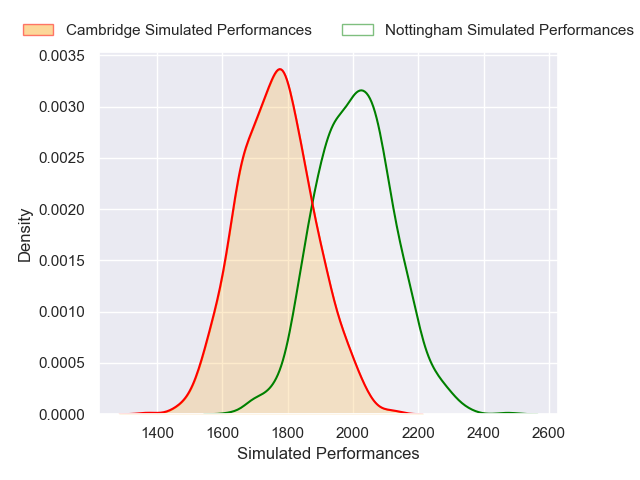 Cambridge Simulated Performances Nottingham Simulated Performances
0.0035
0.0030
0.0025
0.0020
0.0015
0.0010
0.0005
0.0000
Density
1400 1600 1800 2000 2200 2400 2600
Simulated Performances